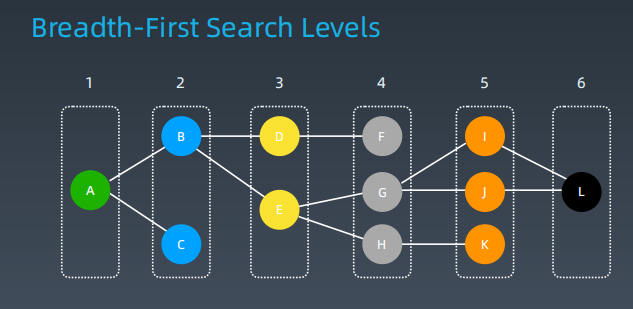 Breadth-First Search Levels
1 2 3 4 5 6
B D F I
A G J L
E
C H K